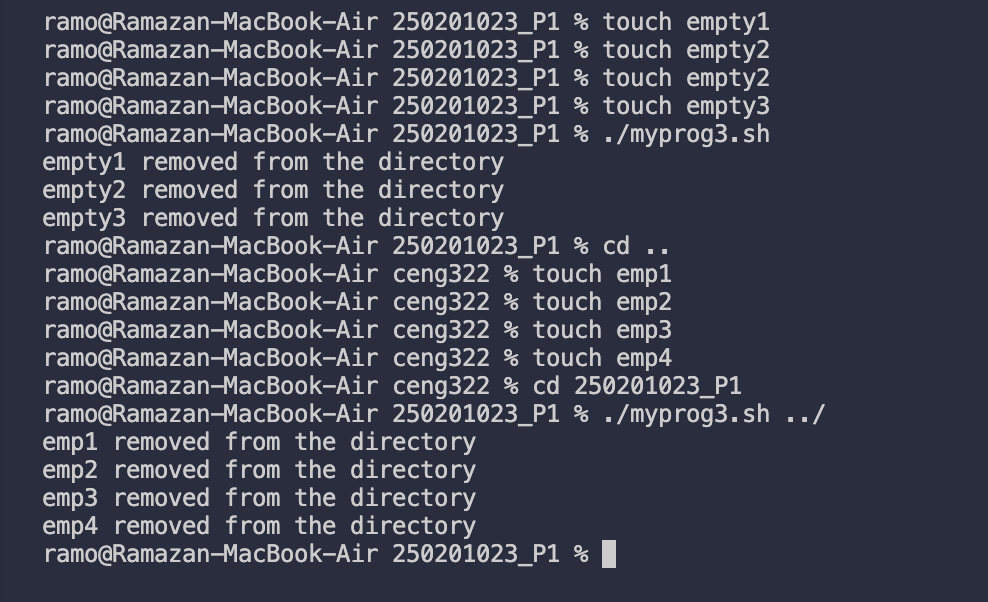 ramo@Ramazan-MacBook-Air 250201023_P1 % touch empty1
ramo@Ramazan-MacBook-Air 250201023_P1 % touch empty2
ramo@Ramazan-MacBook-Air 250201023_P1 % touch empty2
ramo@Ramazan-MacBook-Air 250201023_P1 % touch empty3
ramo@Ramazan-MacBook-Air 250201023_P1 % ./myprog3.sh
empty1 removed from the directory
empty2 removed from the directory
empty3 removed from the directory
ramo@Ramazan-MacBook-Air 250201023_P1 % cd ..
ramo@Ramazan-MacBook-Air ceng322 % touch emp1
ramo@Ramazan-MacBook-Air ceng322 % touch emp2
ramo@Ramazan-MacBook-Air ceng322 % touch emp3
ramo@Ramazan-MacBook-Air ceng322 % touch emp4
ramo@Ramazan-MacBook-Air ceng322 % cd 250201023_P1
ramo@Ramazan-MacBook-Air 250201023_P1 % ./myprog3.sh ../
emp1 removed from the directory
emp2 removed from the directory
emp3 removed from the directory
emp4 removed from the directory
ramo@Ramazan-MacBook-Air 250201023_P1 %